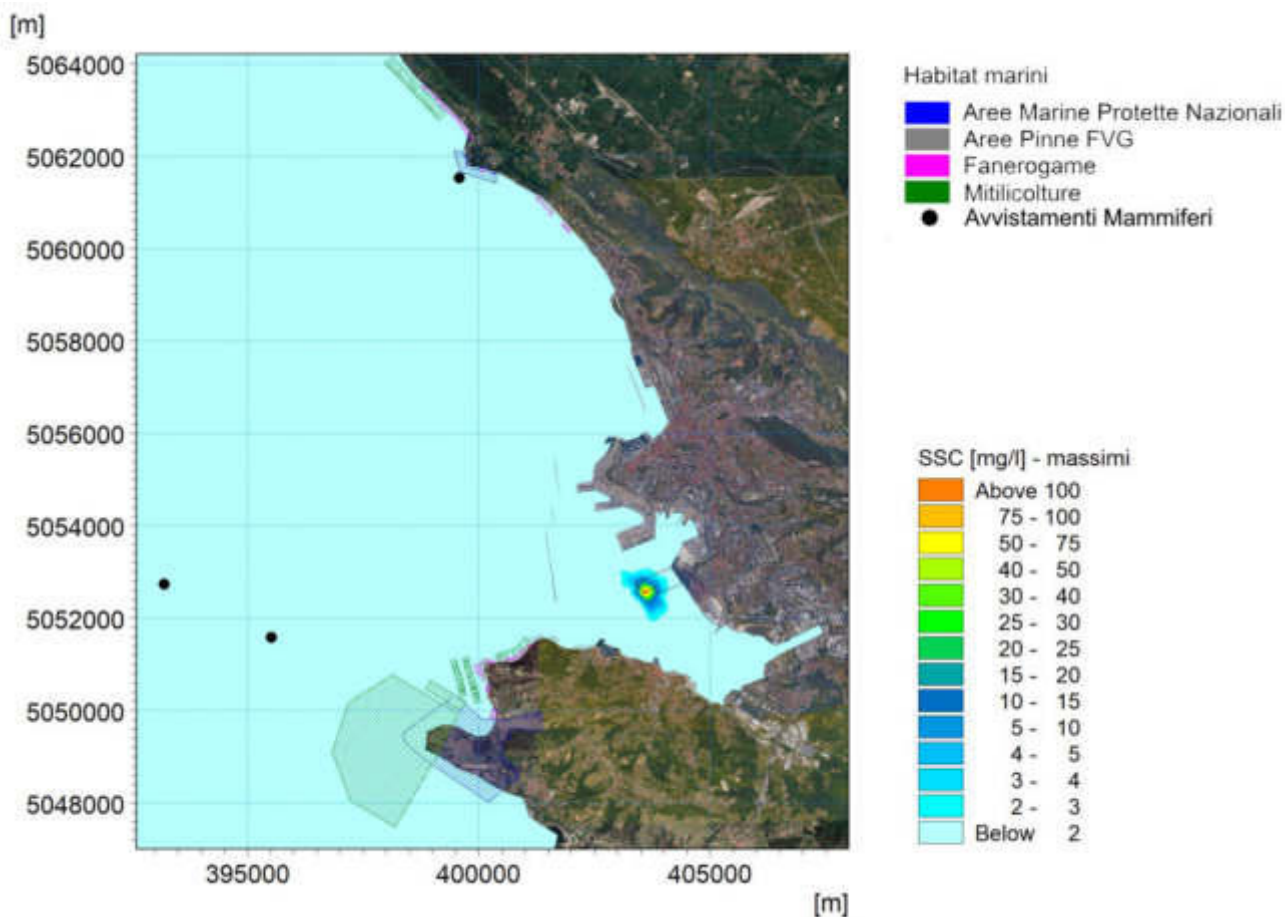 [m]
5064000
5062000
5060000
5058000
5056000
5054000
5052000
5050000
5048000
395000
400000
405000
[m]
Habitat marini
Aree Marine Protette Nazionali
Aree Pinne FVG
Fanerogame
Mitilicolture
Avvistamenti Mammiferi
SSC [mg/l] - massimi
Above 100
75 - 100
50 - 75
40 - 50
30 - 40
25 - 30
20 - 25
15 - 20
10 - 15
5 - 10
4 - 5
3 - 4
2 - 3
Below 2